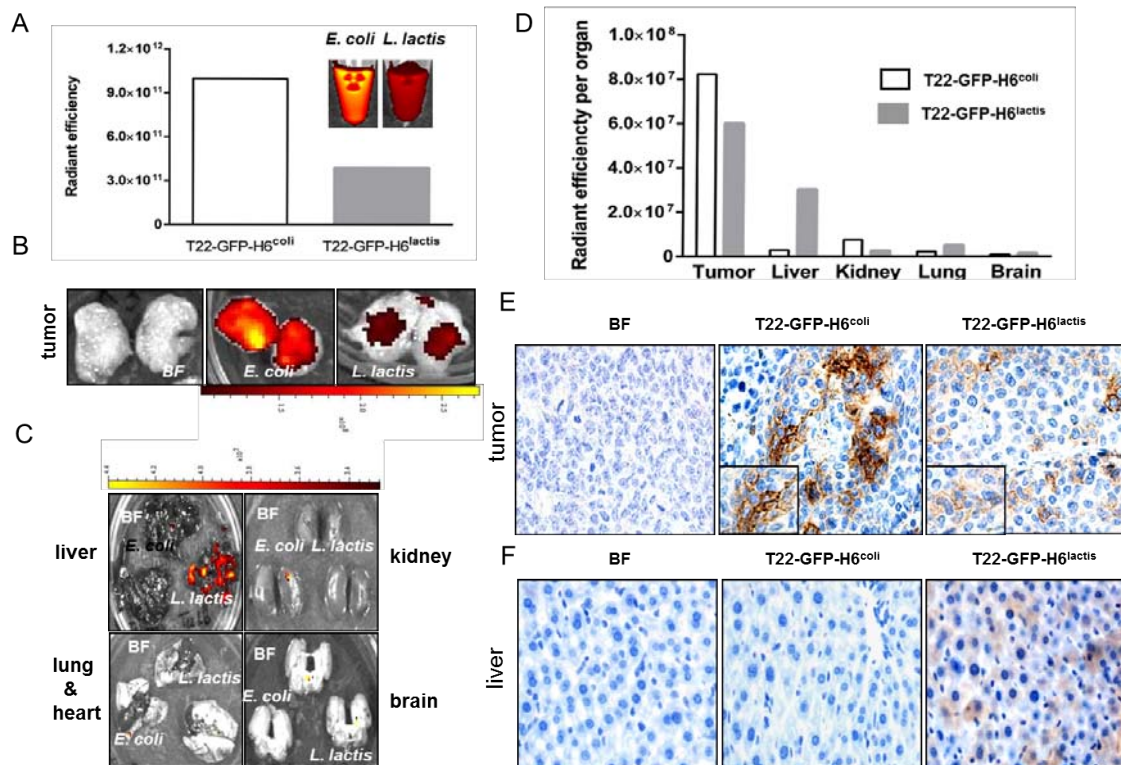 A
E. coli L. lactis
Radiant efficiency
1.2×10¹²
9.0×10¹¹
6.0×10¹¹
3.0×10¹¹
0
T22-GFP-H6coli
T22-GFP-H6lactis
B
tumor
BF
E. coli
L. lactis
C
4.4
liver
BF
E. coli
L. lactis
BF
E. coli L. lactis
kidney
lung
&
heart
BF
L. lactis
E. coli
BF
E. coli
L. lactis
brain
D
Radiant efficiencty per organ
1.0×10⁸
8.0×10⁷
6.0×10⁷
4.0×10⁷
2.0×10⁷
0
T22-GFP-H6coli
T22-GFP-H6lactis
Tumor Liver Kidney Lung Brain
E
BF
T22-GFP-H6coli
T22-GFP-H6lactis
tumor
F
BF
T22-GFP-H6coli
T22-GFP-H6lactis
liver